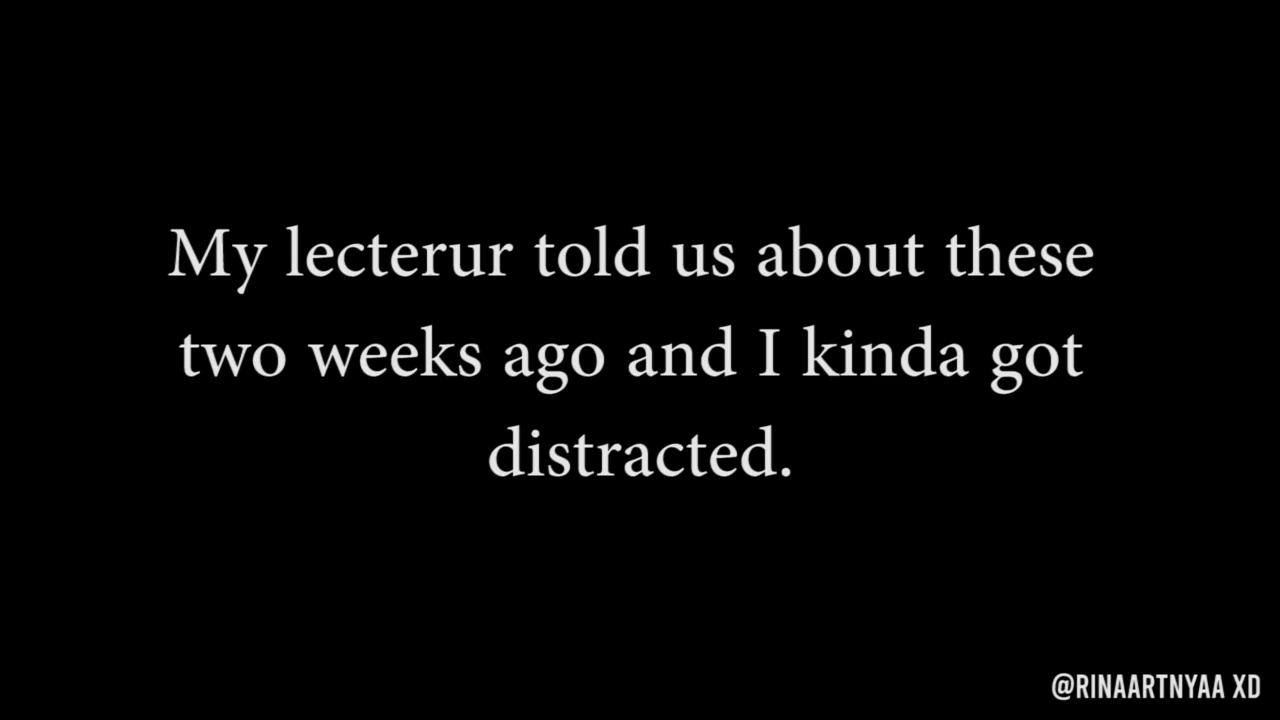 My lecterur told us about these
two weeks ago and I kinda got
distracted.
@RINAARTNYAA XD